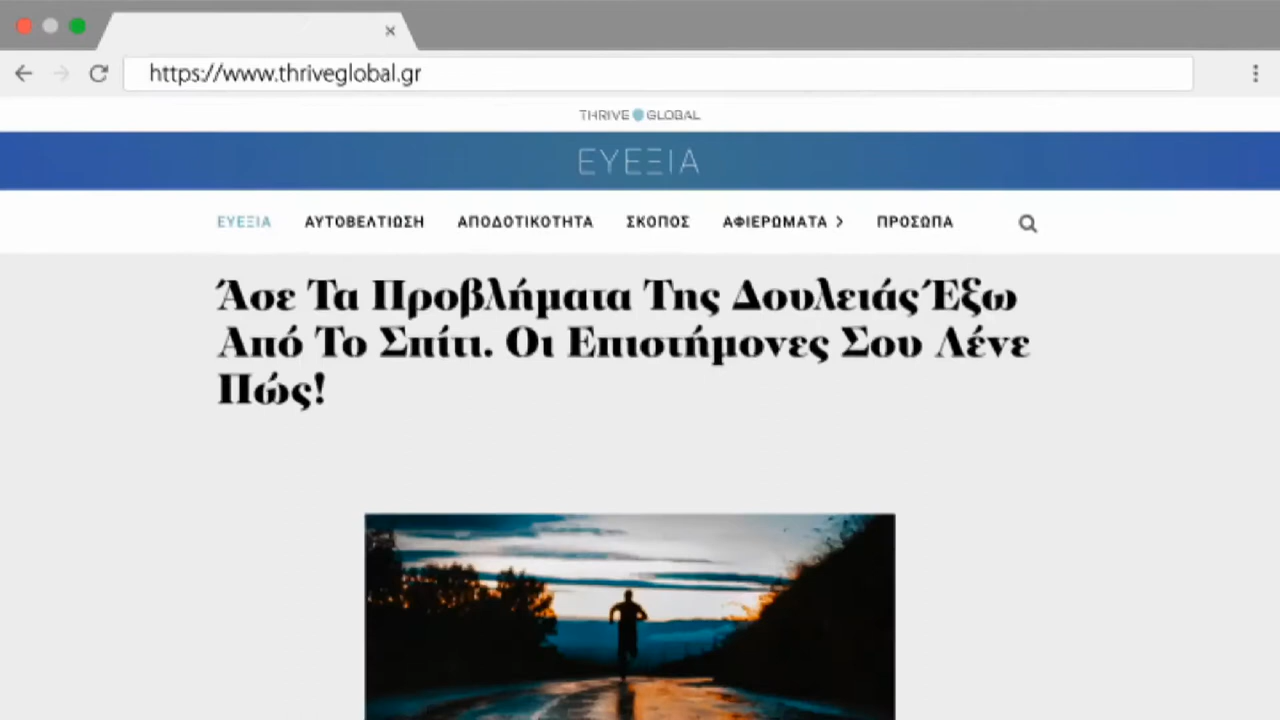 https://www.thriveglobal.gr
THRIVE GLOBAL
ΕΥΕΞΙΑ
ΕΥΕΞΙΑ ΑΥΤΟΒΕΛΤΙΩΣΗ ΑΠΟΔΟΤΙΚΟΤΗΤΑ ΣΚΟΠΟΣ ΑΦΙΕΡΩΜΑΤΑ ΠΡΟΣΩΠΑ
Άσε Τα Προβλήματα Της Δουλειάς Έξω
Από Το Σπίτι. Οι Επιστήμονες Σου Λένε
Πώς!